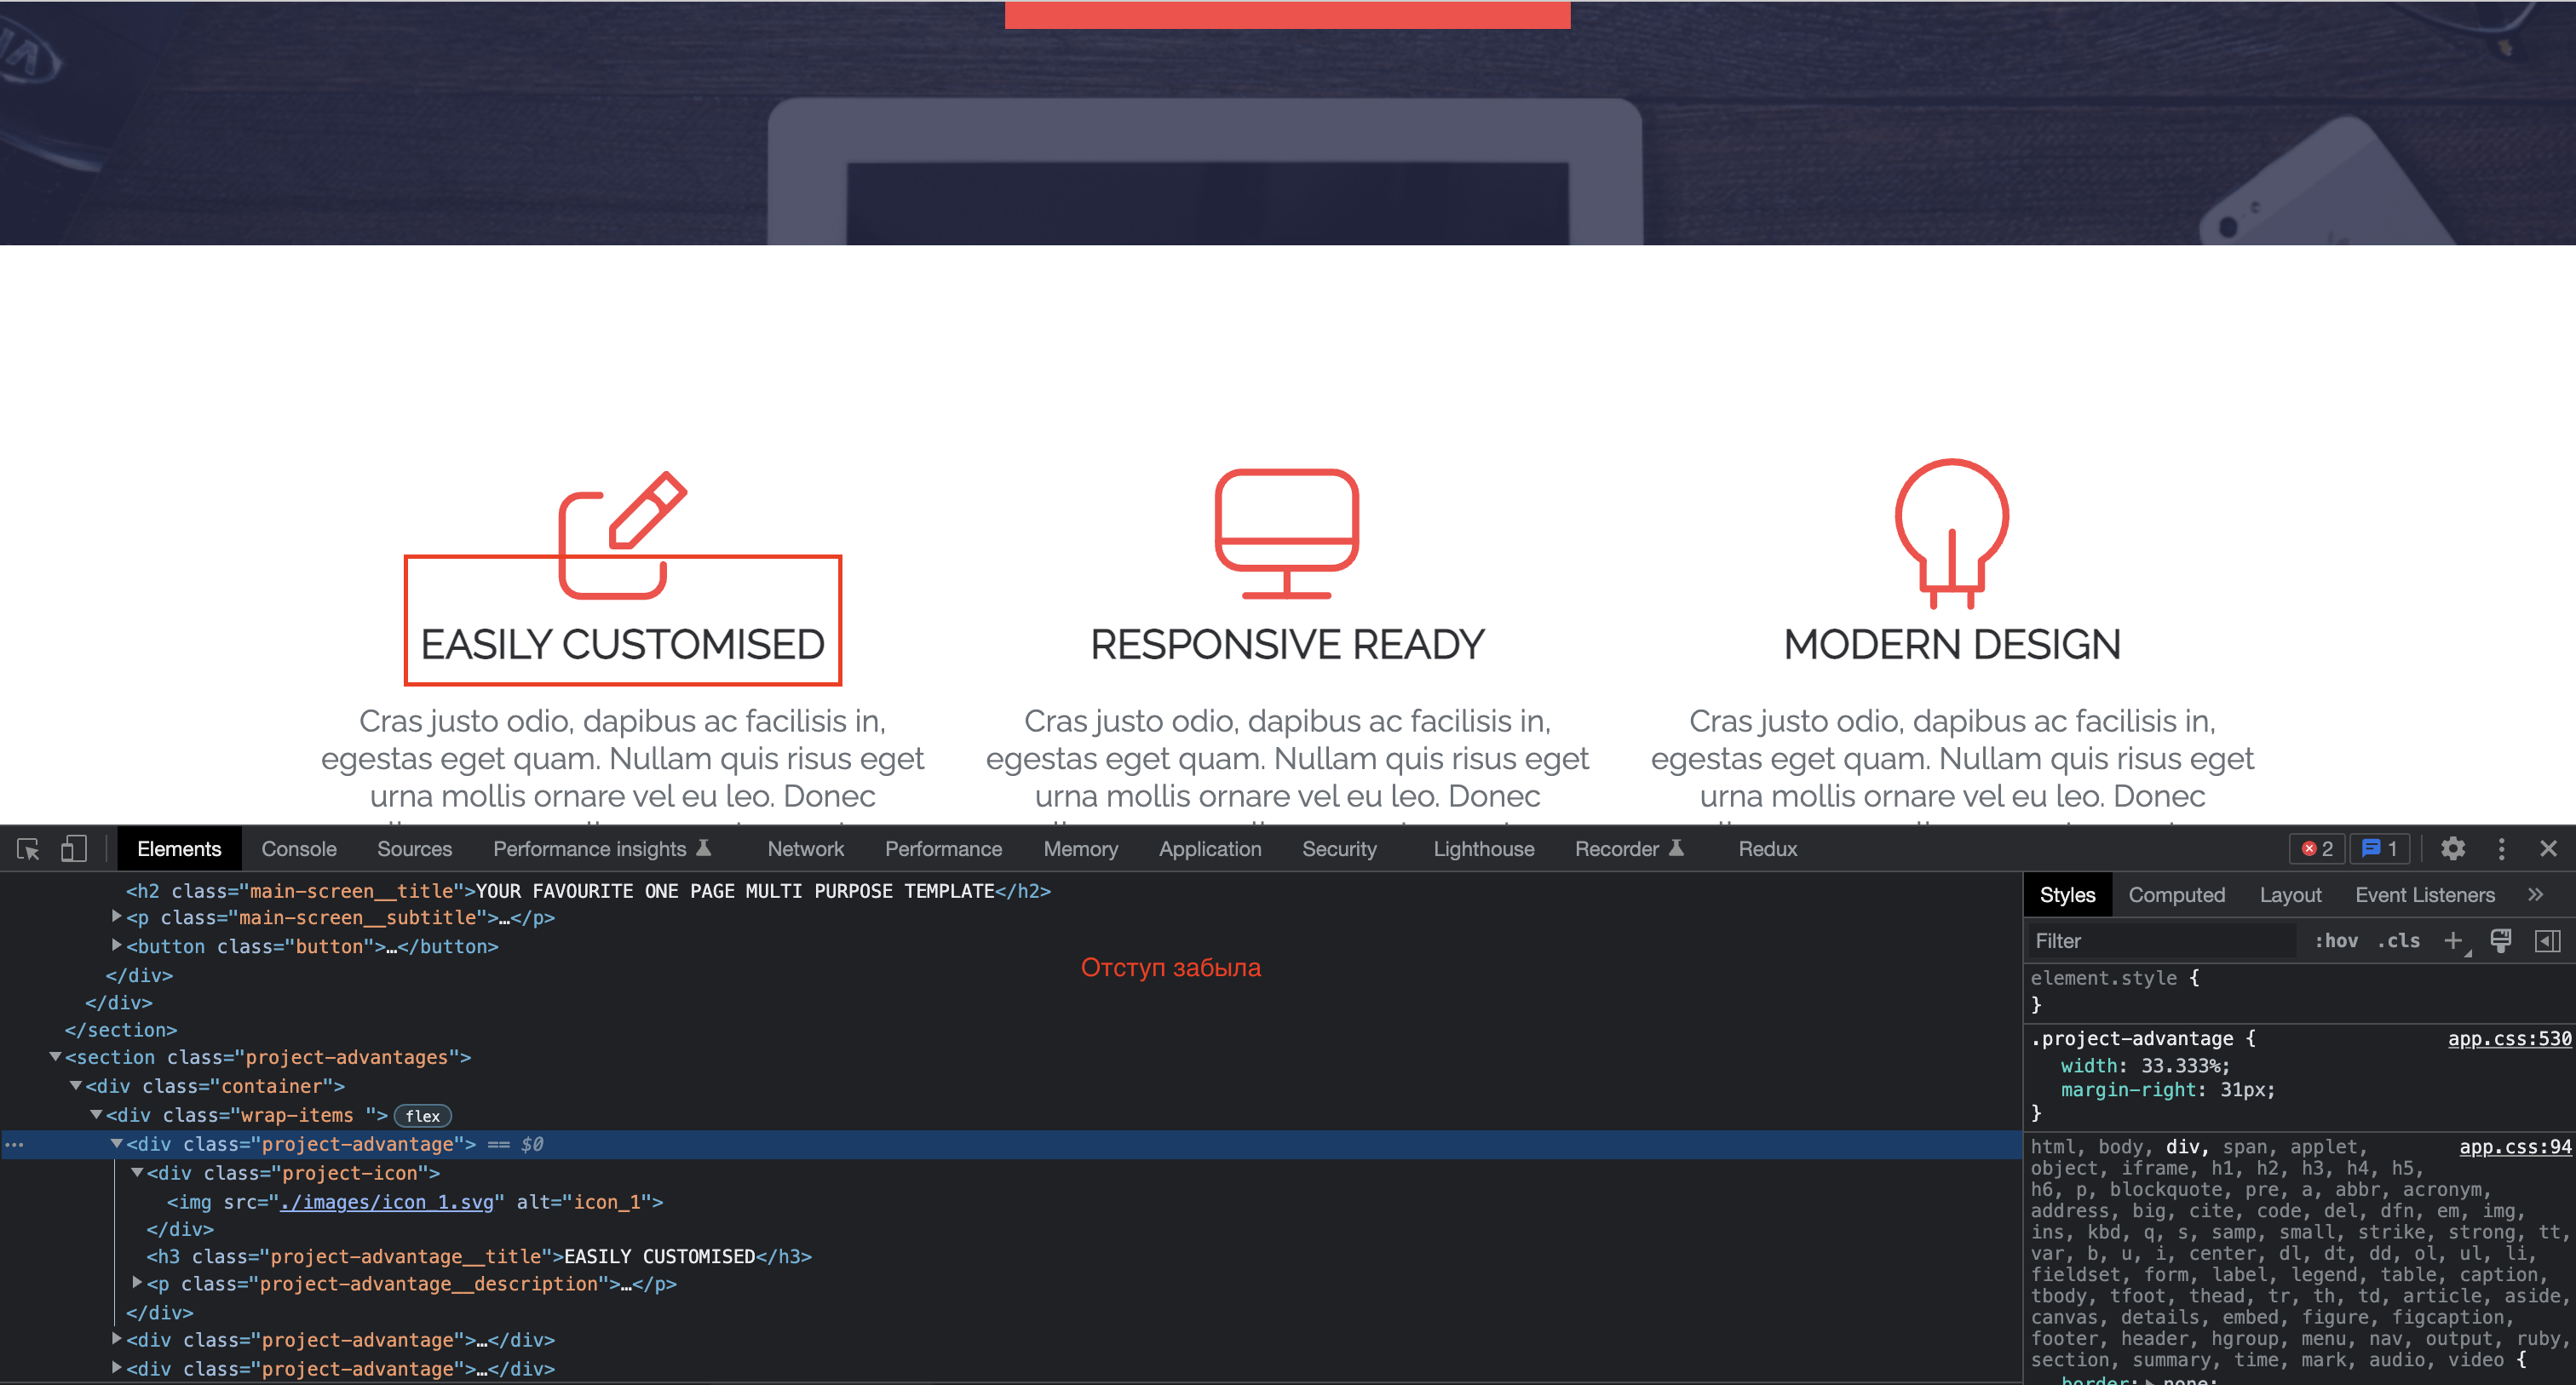 EASILY CUSTOMISED
RESPONSIVE READY
MODERN DESIGN
Cras justo odio, dapibus ac facilisis in,
egestas eget quam. Nullam quis risus eget
urna mollis ornare vel eu leo. Donec
Cras justo odio, dapibus ac facilisis in,
egestas eget quam. Nullam quis risus eget
urna mollis ornare vel eu leo. Donec
Cras justo odio, dapibus ac facilisis in,
egestas eget quam. Nullam quis risus eget
urna mollis ornare vel eu leo. Donec
Elements Console Sources Performance insights Network Performance Memory Application Security Lighthouse Recorder Redux 2 1
<h2 class="main-screen__title">YOUR FAVOURITE ONE PAGE MULTI PURPOSE TEMPLATE</h2>
<p class="main-screen__subtitle">…</p>
<button class="button">…</button>
</div>
</div>
</section>
<section class="project-advantages">
<div class="container">
<div class="wrap-items "> flex
<div class="project-advantage"> == $0
<div class="project-icon">
<img src="./images/icon_1.svg" alt="icon_1">
</div>
<h3 class="project-advantage__title">EASILY CUSTOMISED</h3>
<p class="project-advantage__description">…</p>
</div>
<div class="project-advantage">…</div>
<div class="project-advantage">…</div>
Отступ забыла
Styles Computed Layout Event Listeners
Filter :hov .cls
element.style {
}
.project-advantage { app.css:530
width: 33.333%;
margin-right: 31px;
}
html, body, div, span, applet, app.css:94
object, iframe, h1, h2, h3, h4, h5,
h6, p, blockquote, pre, a, abbr, acronym,
address, big, cite, code, del, dfn, em, img,
ins, kbd, q, s, samp, small, strike, strong, tt,
var, b, u, i, center, dl, dt, dd, ol, ul, li,
fieldset, form, label, legend, table, caption,
tbody, tfoot, thead, tr, th, td, article, aside,
canvas, details, embed, figure, figcaption,
footer, header, hgroup, menu, nav, output, ruby,
section, summary, time, mark, audio, video {
border: none;